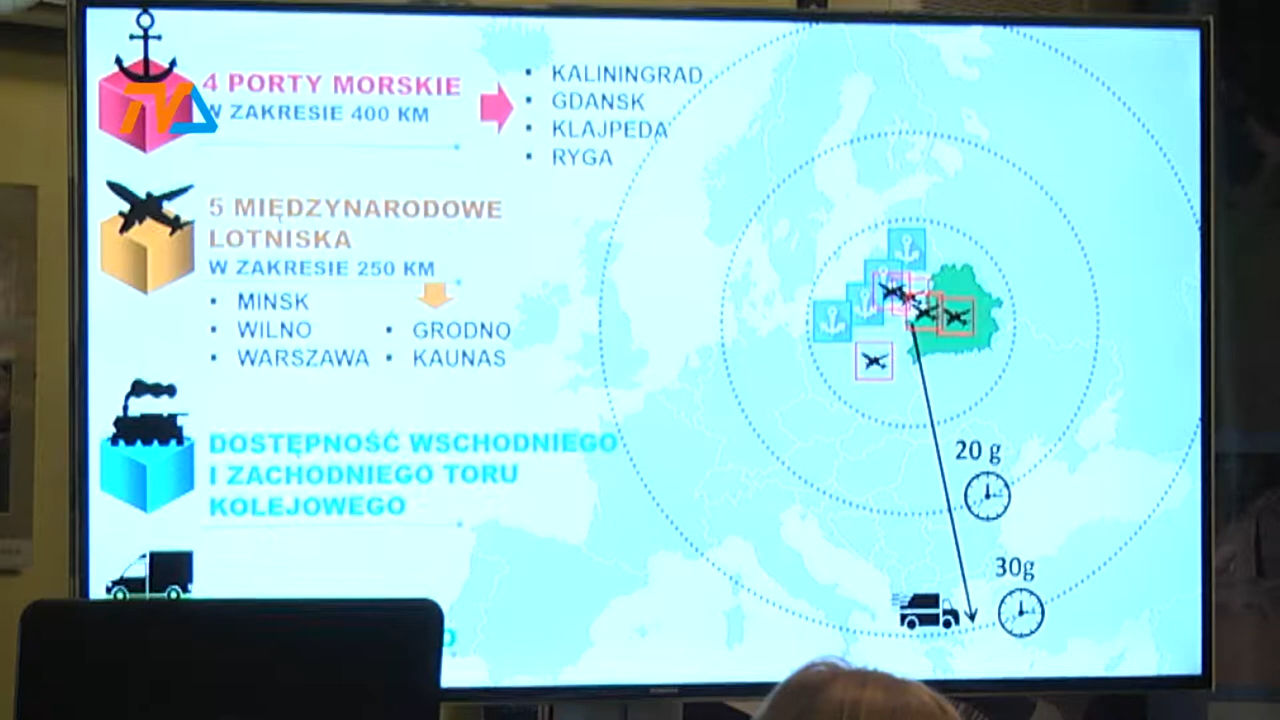 4 PORTY MORSKIE
W ZAKRESIE 400 KM
KALININGRAD
GDANSK
KLAJPEDA
RYGA
5 MIĘDZYNARODOWE
LOTNISKA
W ZAKRESIE 250 KM
MINSK
WILNO
WARSZAWA
GRODNO
KAUNAS
DOSTĘPNOŚĆ WSCHODNIEGO
I ZACHODNIEGO TORU
KOLEJOWEGO
20 g
30g